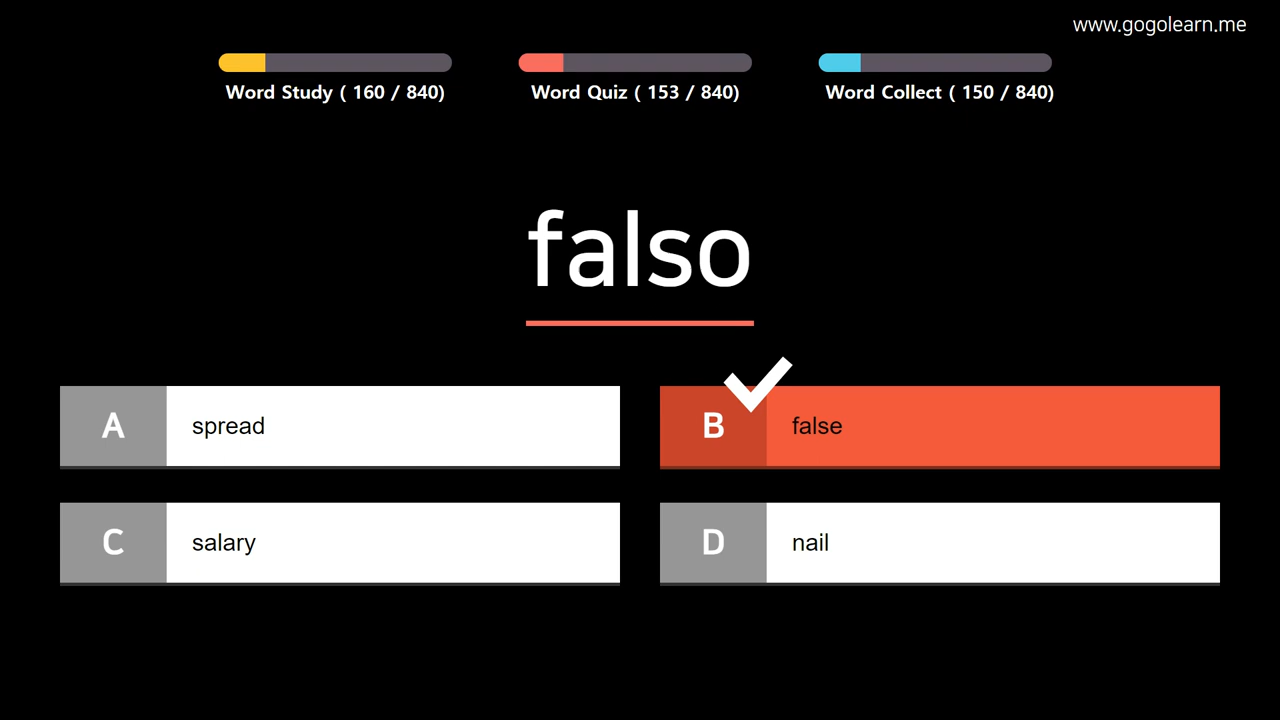 www.gogolearn.me
Word Study ( 160 / 840)
Word Quiz ( 153 / 840)
Word Collect ( 150 / 840)
falso
A spread
B false
C salary
D nail